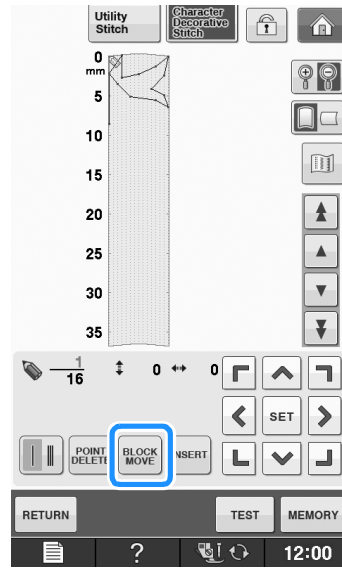 Utility
Stitch
Character
Decorative
Stitch
0
mm
5
10
15
20
25
30
35
1
16
0
0
SET
POINT
DELETE
BLOCK
MOVE
NSERT
RETURN
TEST
MEMORY
?
12:00